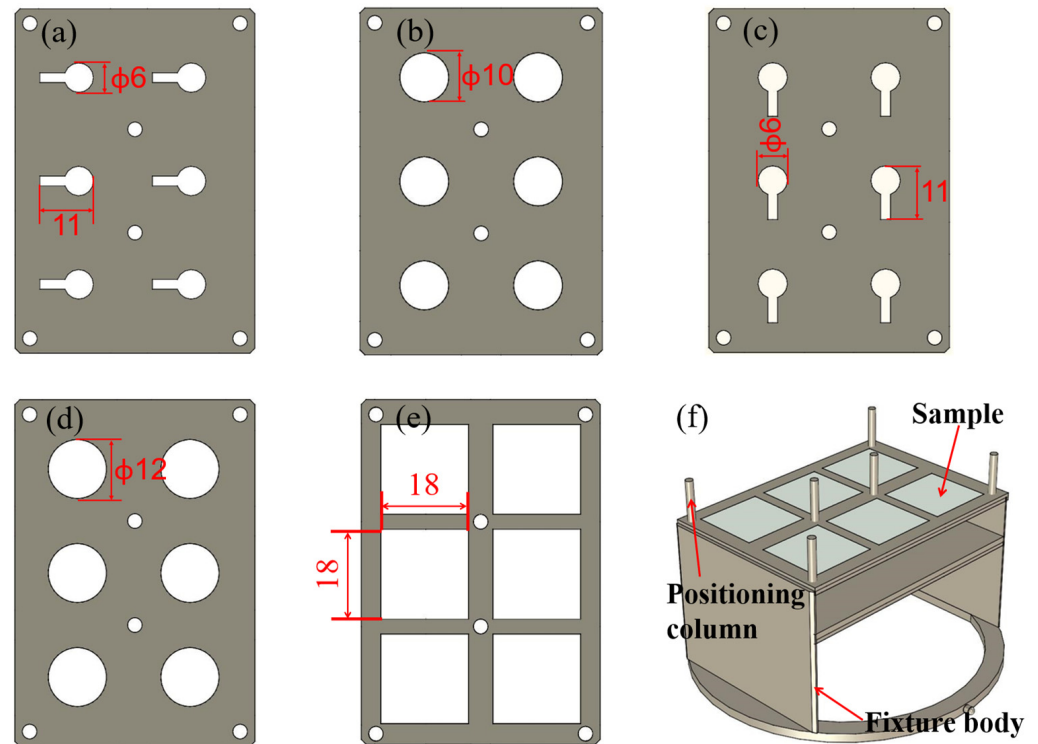 (a)
ϕ6
11
(b)
ϕ10
(c)
ϕ6
11
(d)
ϕ12
(e)
18
18
(f)
Sample
Positioning
column
Fixture body